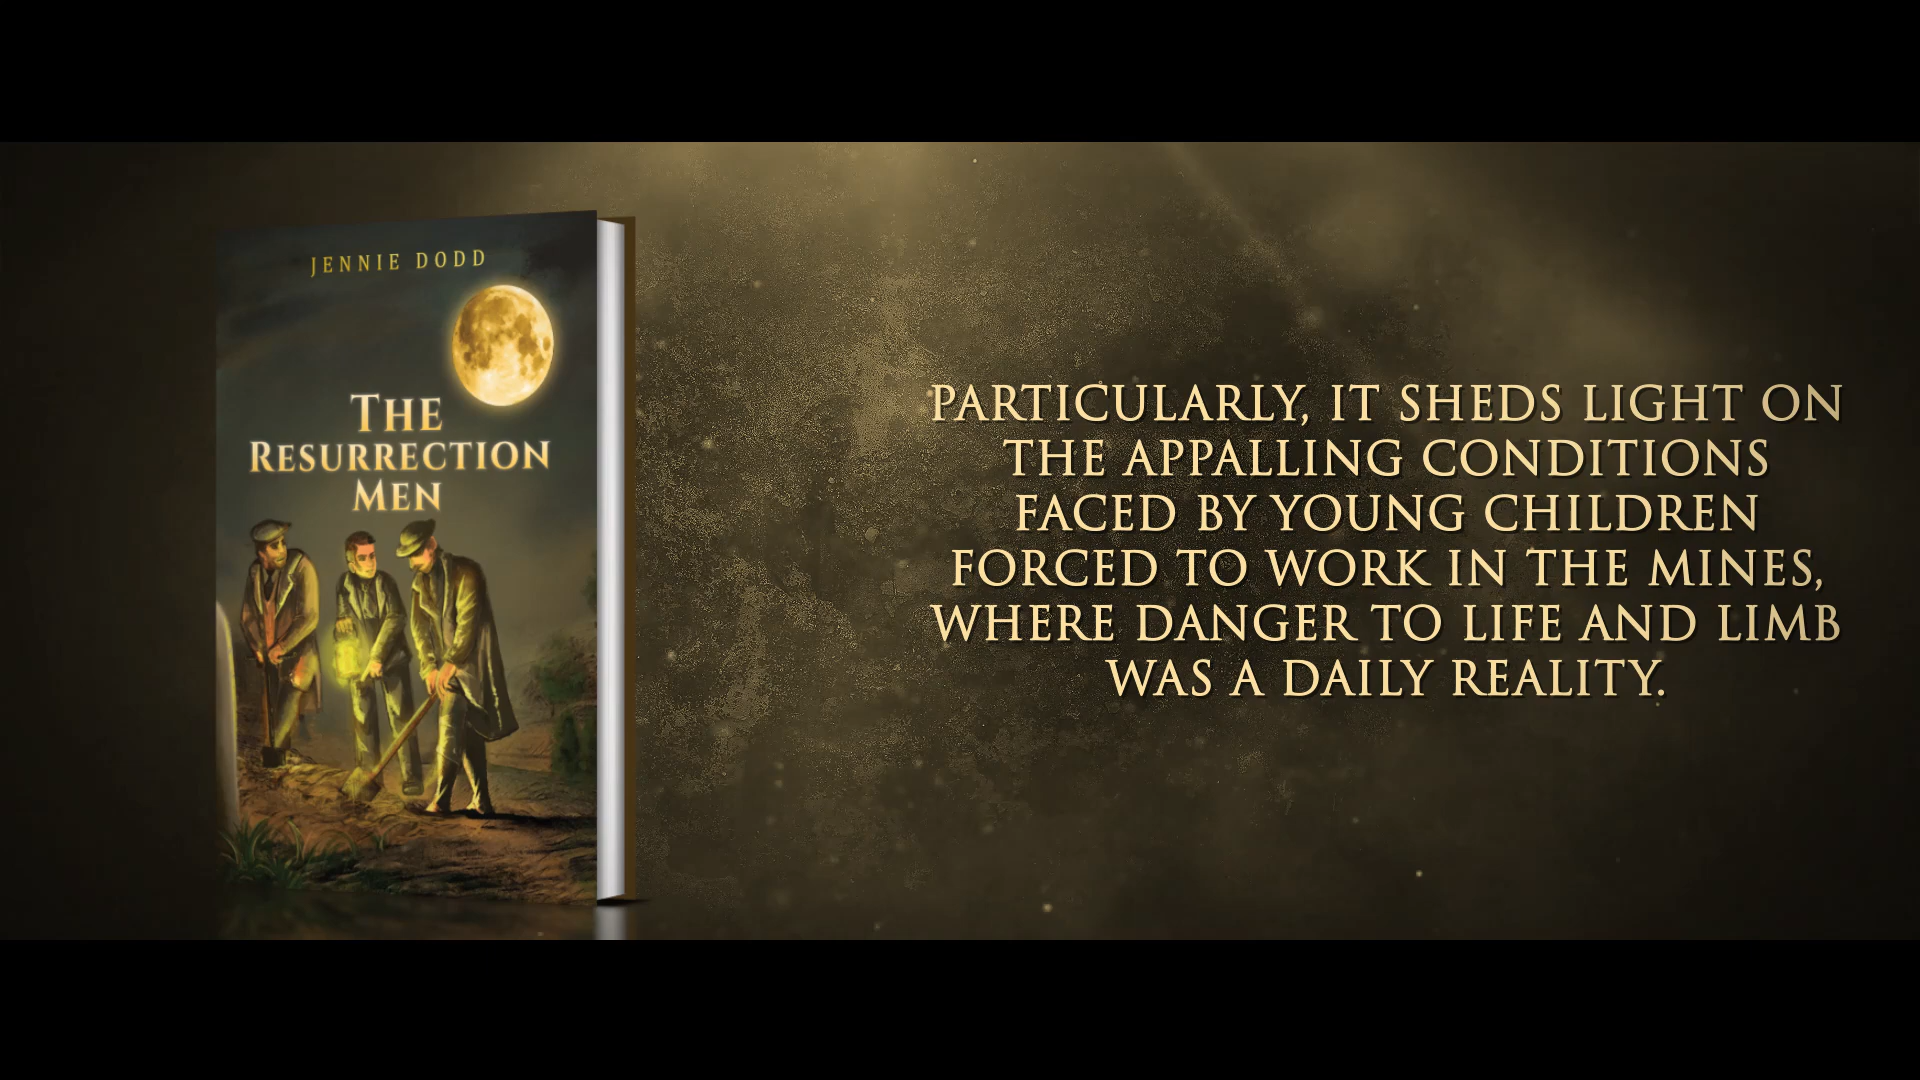 JENNIE DODD
THE
RESURRECTION
MEN
PARTICULARLY, IT SHEDS LIGHT ON
THE APPALLING CONDITIONS
FACED BY YOUNG CHILDREN
FORCED TO WORK IN THE MINES,
WHERE DANGER TO LIFE AND LIMB
WAS A DAILY REALITY.